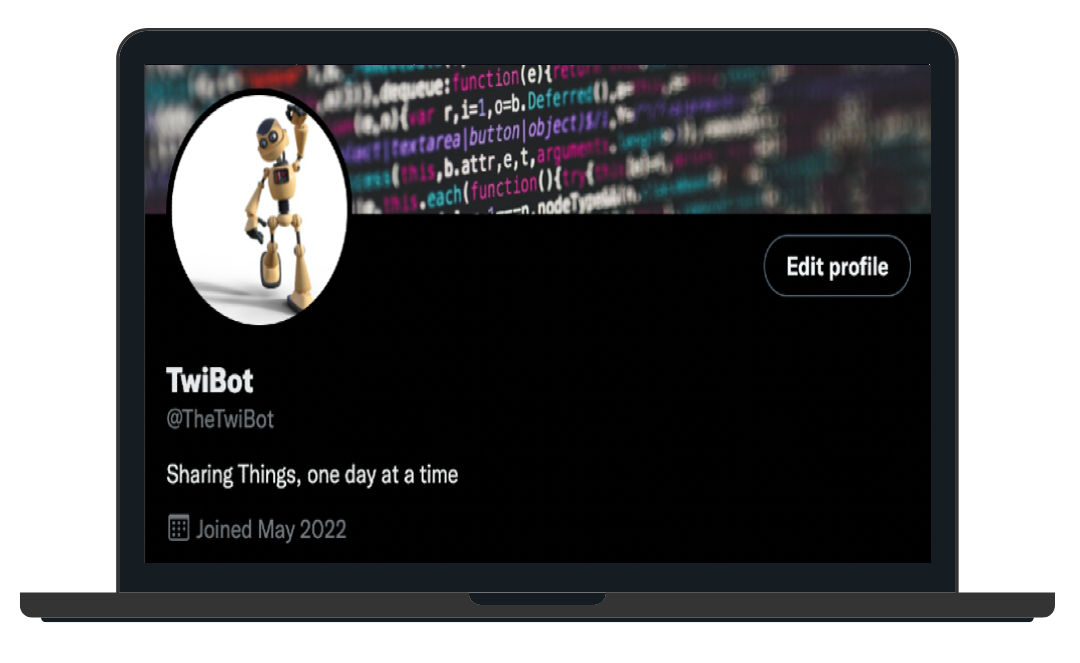 dequeue:function(e){return
(e,n){var r,i=1,o=b.Deferred(),
textarea|button|object)$/i,
(this,b.attr,e,t,arguments.
this.each(function(){try{
Edit profile
TwiBot
@TheTwiBot
Sharing Things, one day at a time
Joined May 2022